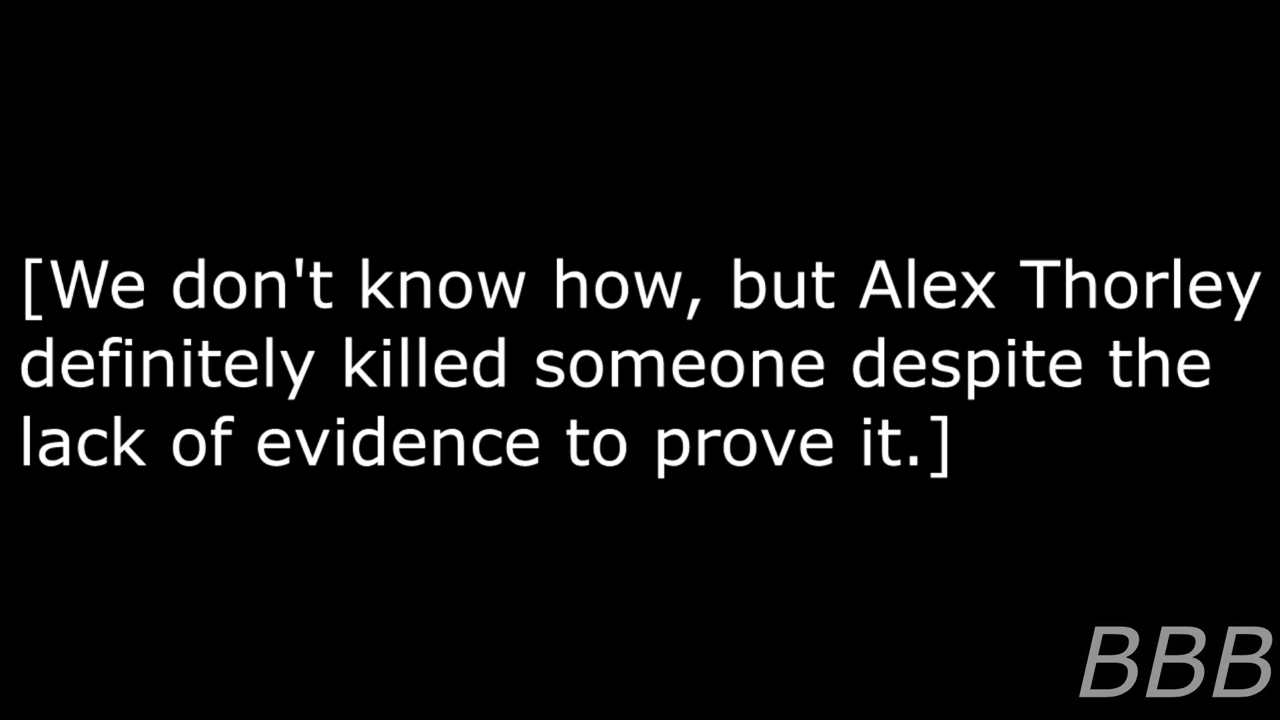 [We don't know how, but Alex Thorley
definitely killed someone despite the
lack of evidence to prove it.]
BBB